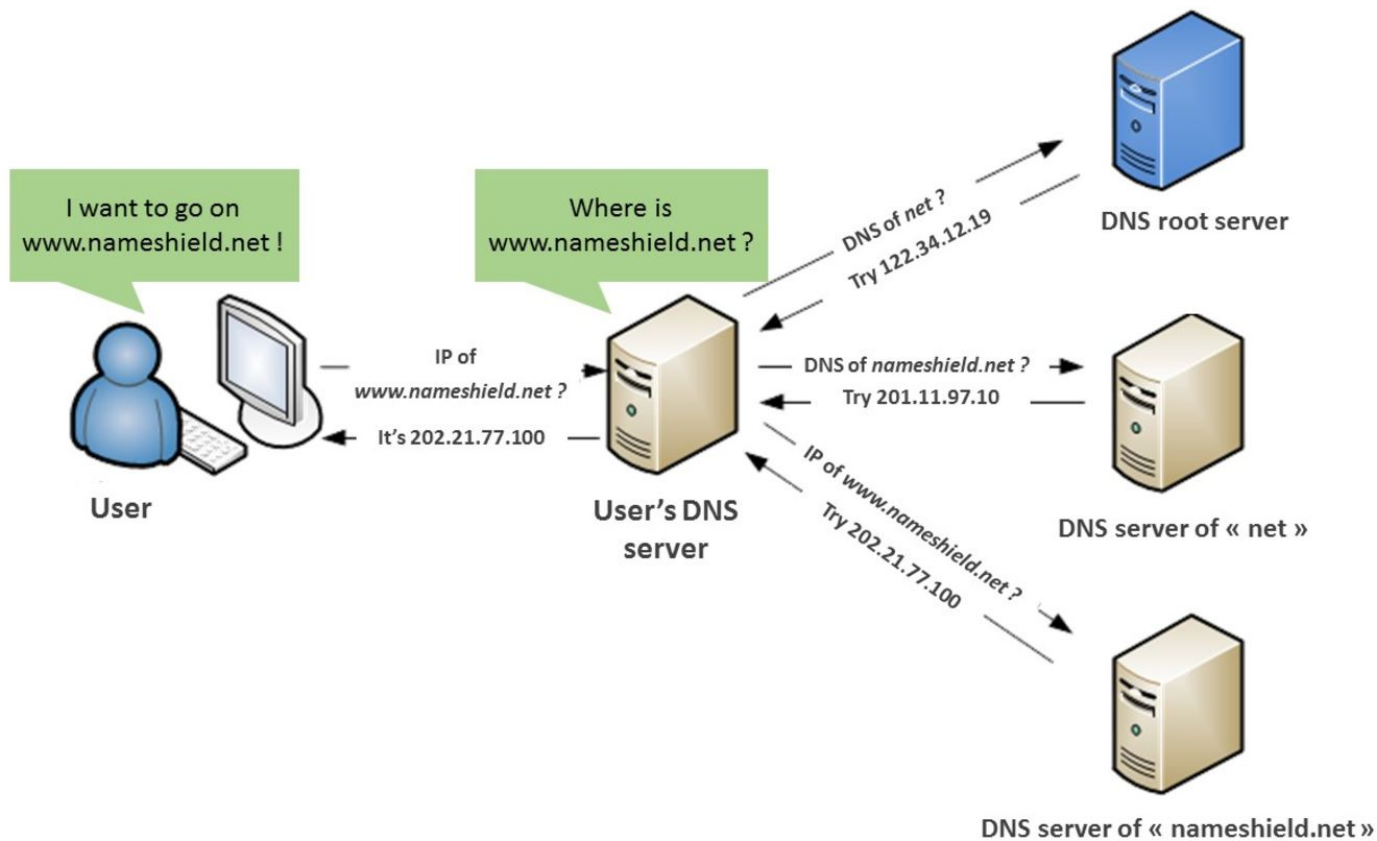 I want to go on
www.nameshield.net !
Where is
www.nameshield.net ?
DNS of net ?
Try 122.34.12.19
DNS root server
IP of
www.nameshield.net ?
It's 202.21.77.100
DNS of nameshield.net ?
Try 201.11.97.10
IP of www.nameshield.net ?
Try 202.21.77.100
User
User's DNS
server
DNS server of « net »
DNS server of « nameshield.net »